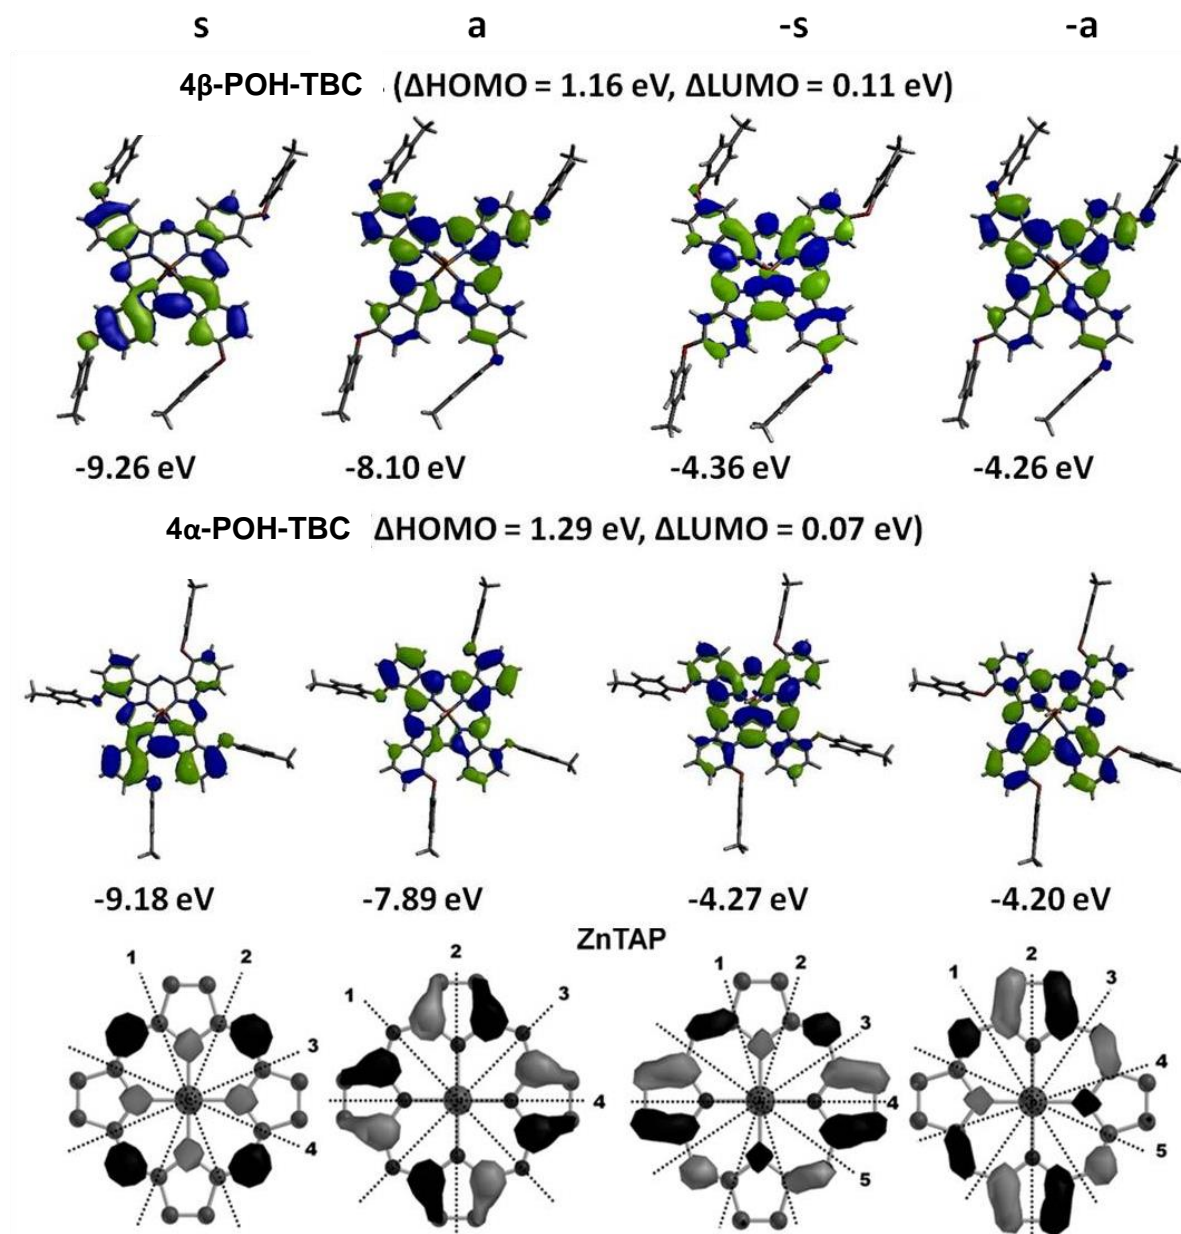 s a -s -a
4β-POH-TBC (ΔHOMO = 1.16 eV, ΔLUMO = 0.11 eV)
-9.26 eV -8.10 eV -4.36 eV -4.26 eV
4α-POH-TBC ΔHOMO = 1.29 eV, ΔLUMO = 0.07 eV)
-9.18 eV -7.89 eV -4.27 eV -4.20 eV
ZnTAP
1 2 3 4
1 2 3 4
1 2 3 4 5
1 2 3 4 5